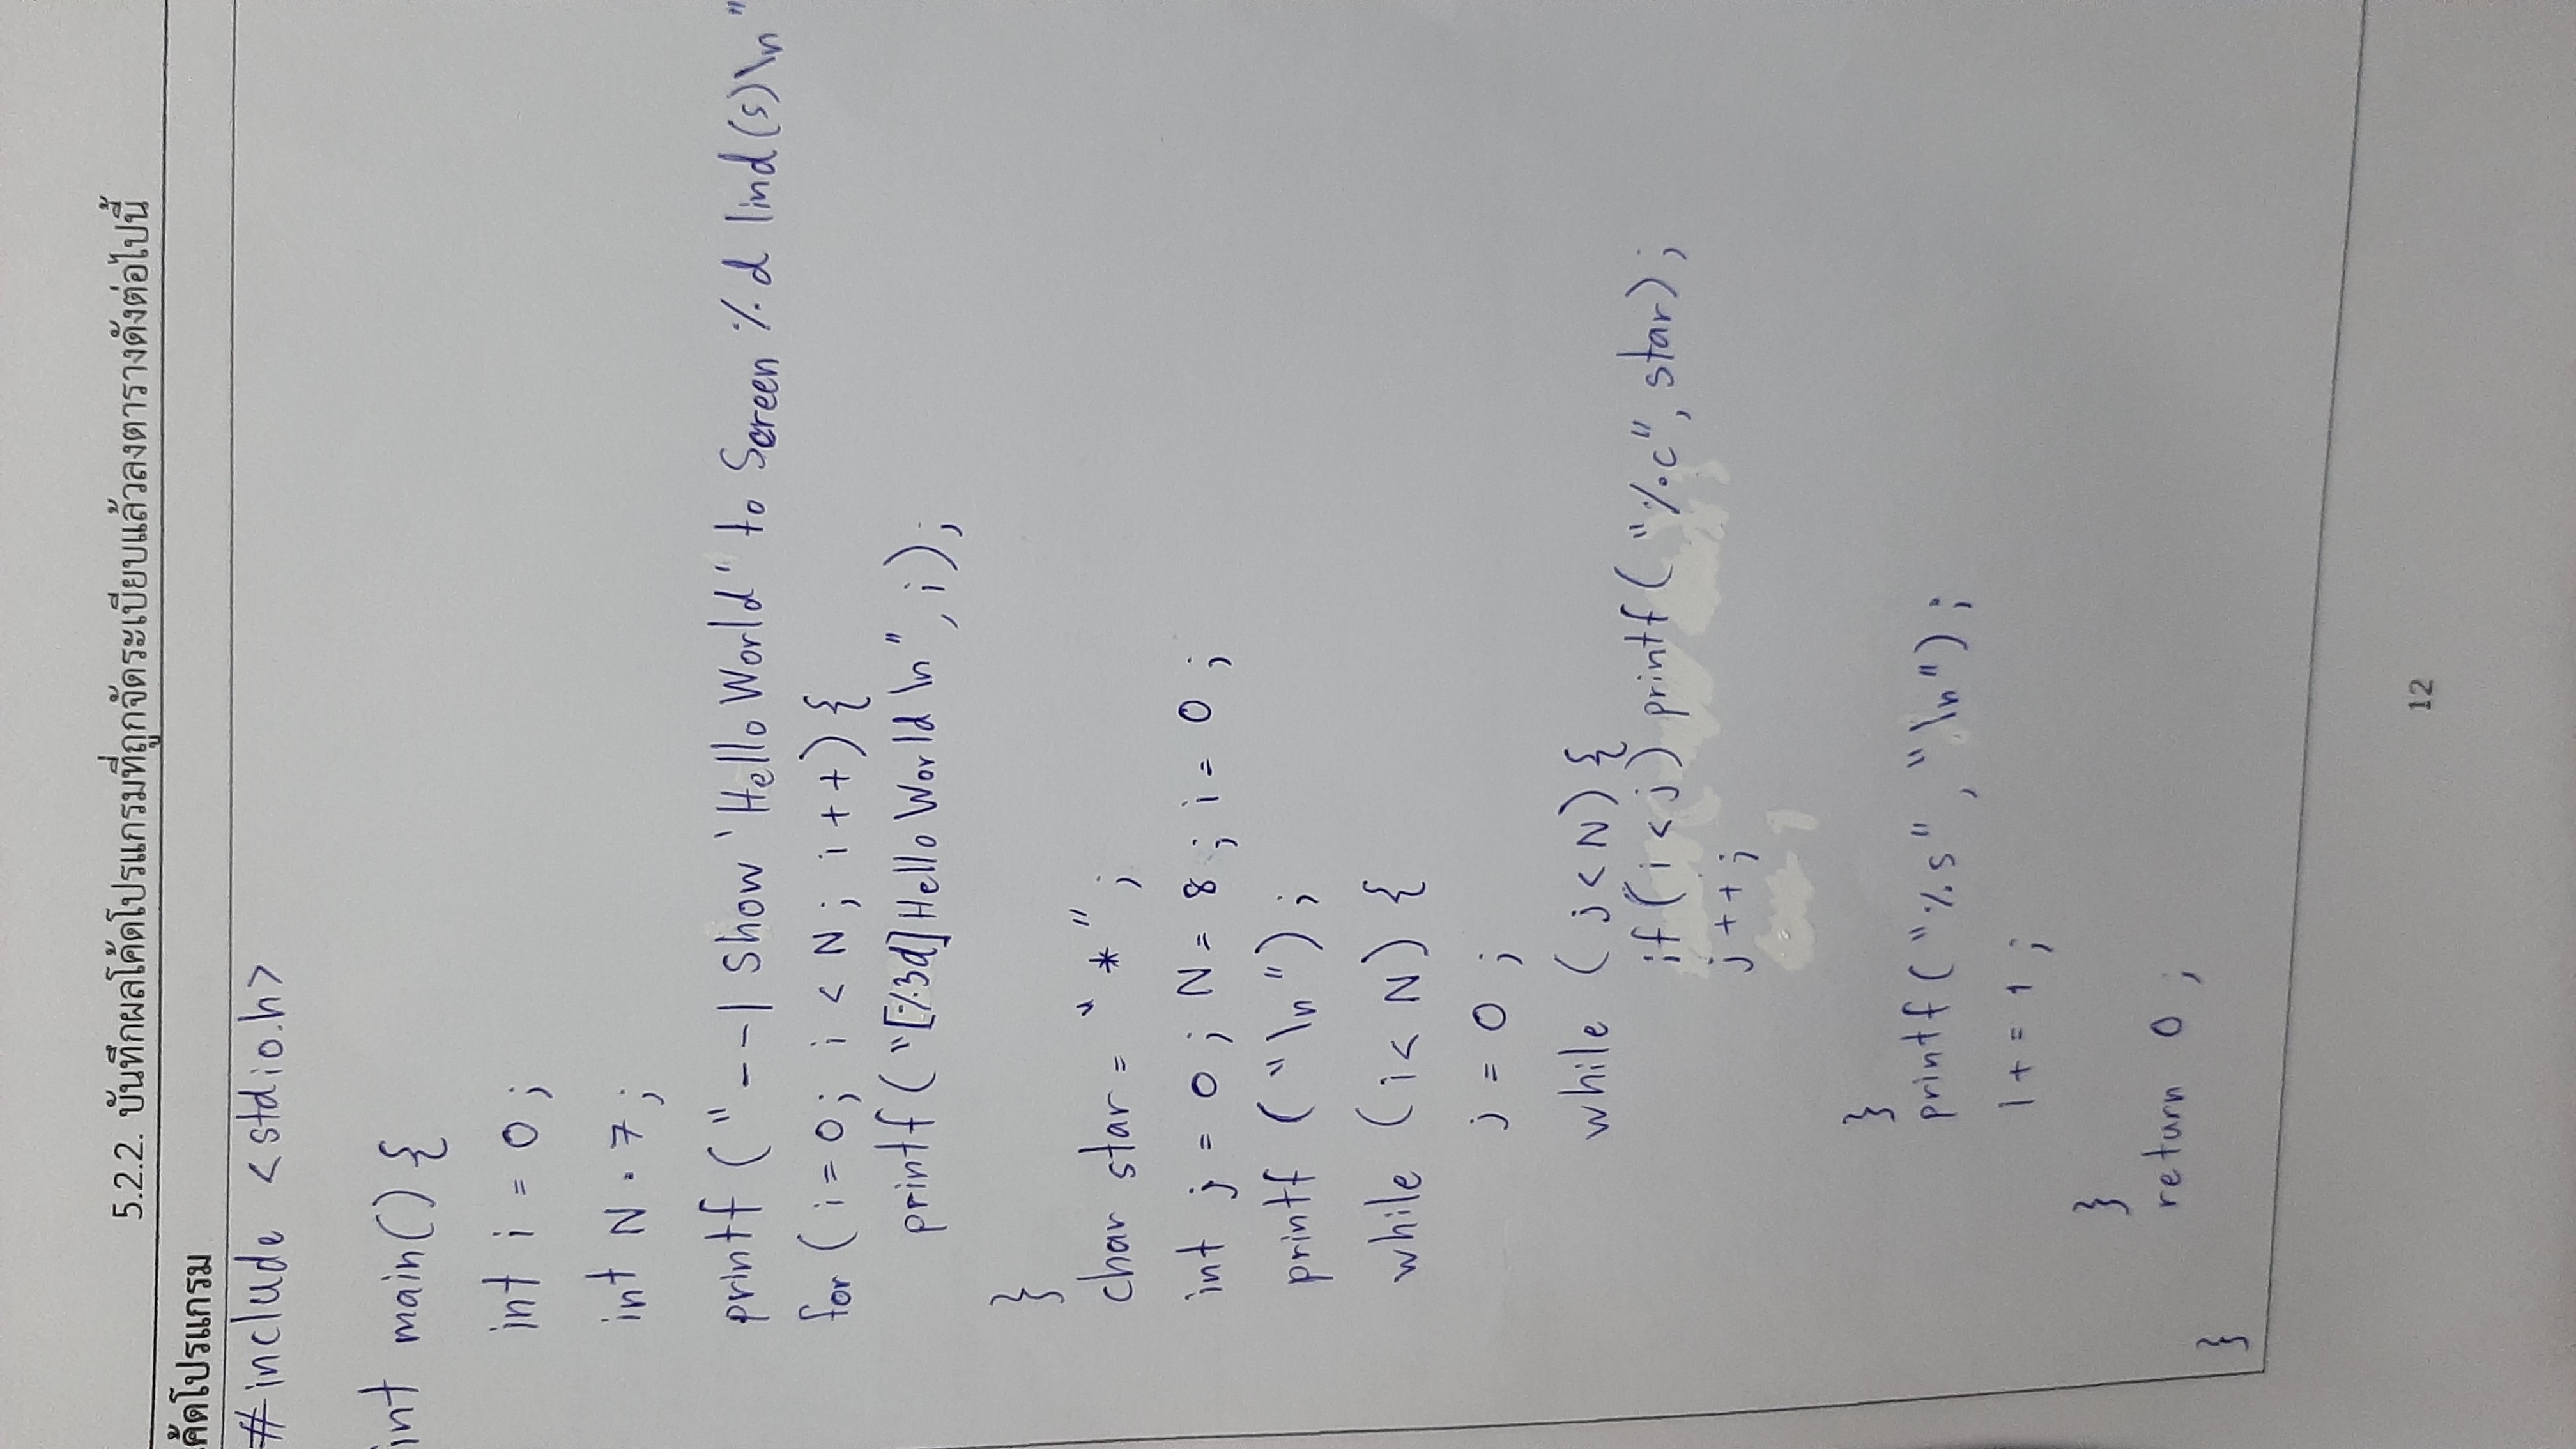 5.2.2. บันทึกผลโค้ดโปรแกรมที่ถูกจัดระเบียบแล้วลงตารางดังต่อไปนี้
ค้ดโปรแกรม
#include <stdio.h>
int main() {
int i = 0 ;
int N = 7 ;
printf ("--| Show 'Hello World' to Screen %d lind(s)\n"
for ( i=0; i < N; i++) {
printf ("[%3d] Hello World \n", i);
}
char star = "*" ;
int j = 0 ; N = 8 ; i = 0 ;
printf ("\n") ;
while (i < N) {
j = 0 ;
while ( j < N) {
if (i < j) printf ("%c", star);
j ++ ;
}
printf ("%s", "\n") ;
i += 1 ;
}
return 0 ;
}
12